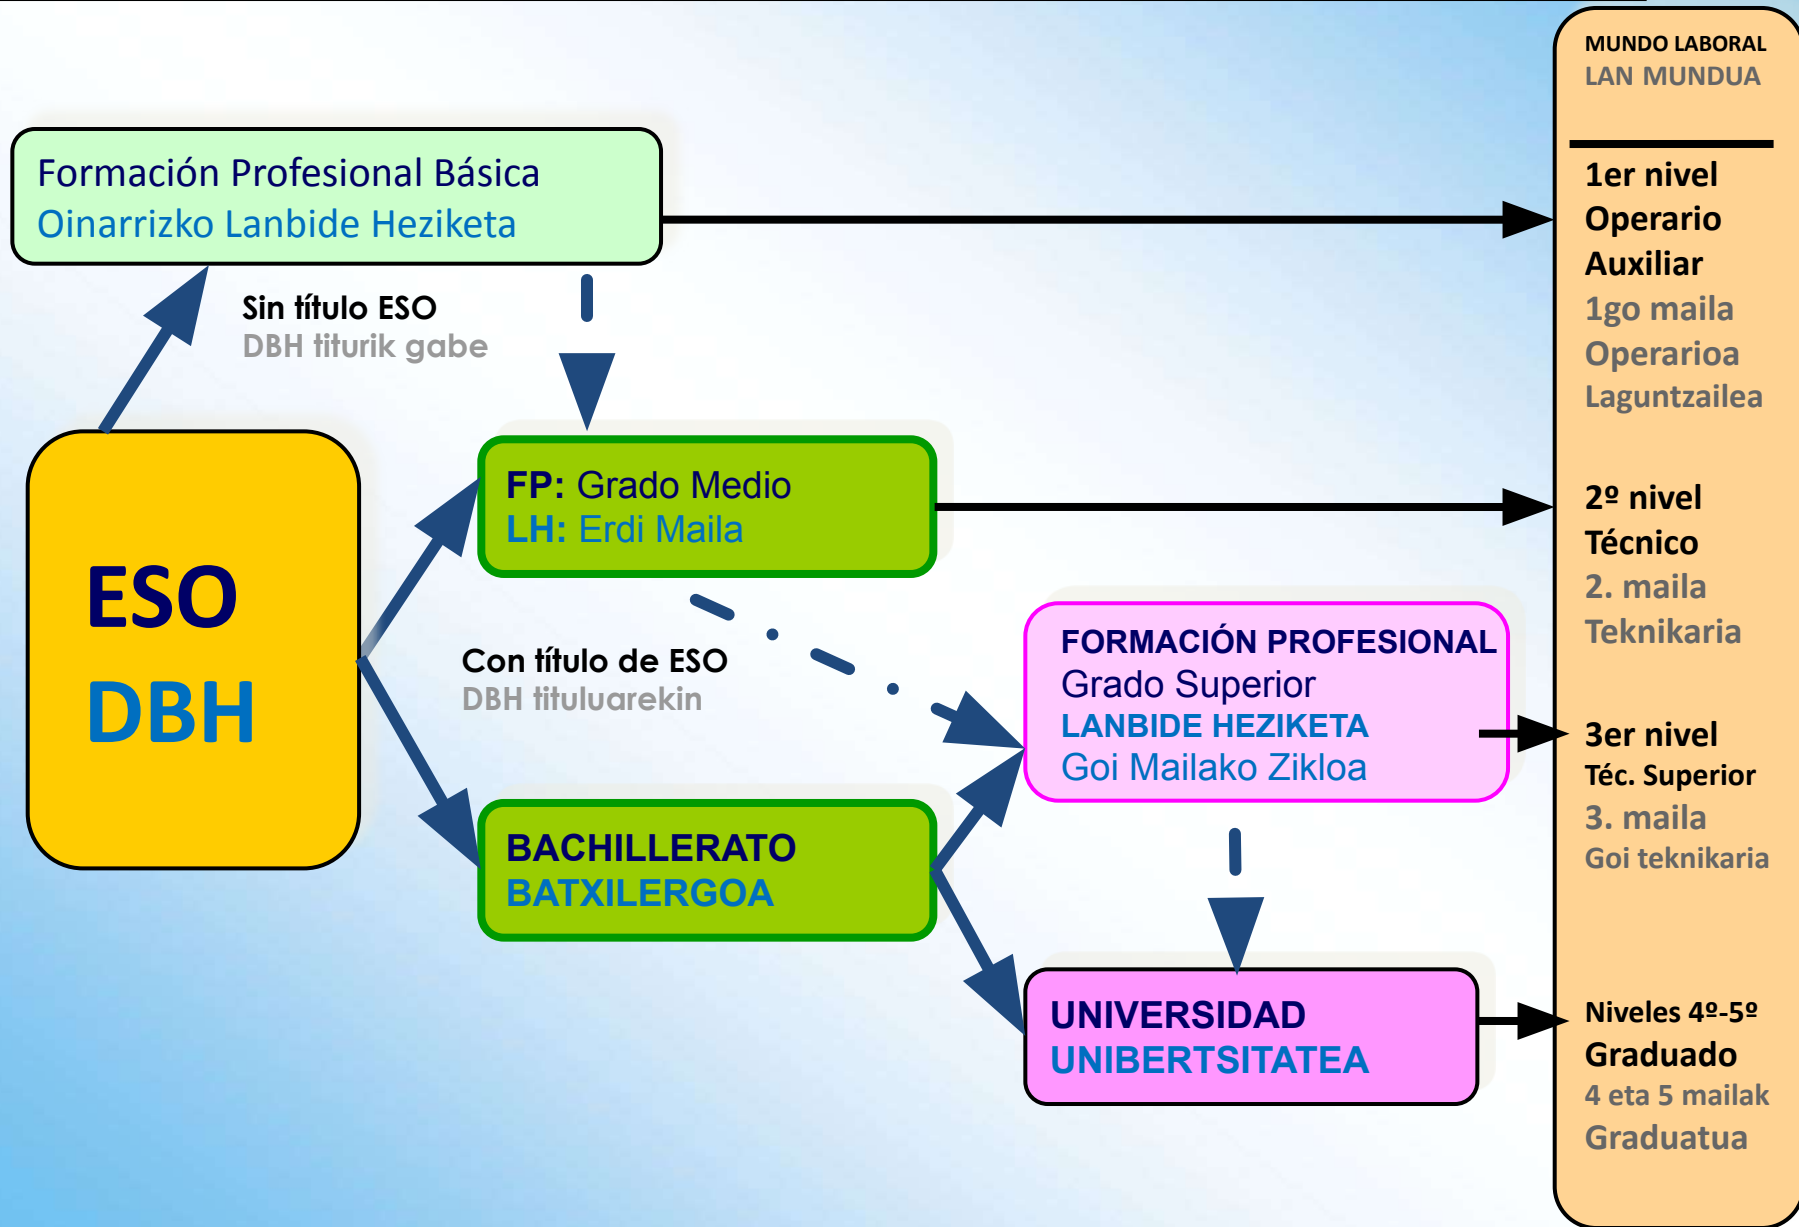 Formación Profesional Básica
Oinarrizko Lanbide Heziketa
Sin título ESO
DBH titurik gabe
ESO
DBH
FP: Grado Medio
LH: Erdi Maila
Con título de ESO
DBH tituluarekin
BACHILLERATO
BATXILERGOA
FORMACIÓN PROFESIONAL
Grado Superior
LANBIDE HEZIKETA
Goi Mailako Zikloa
UNIVERSIDAD
UNIBERTSITATEA
MUNDO LABORAL
LAN MUNDUA
1er nivel
Operario
Auxiliar
1go maila
Operarioa
Laguntzailea
2º nivel
Técnico
2. maila
Teknikaria
3er nivel
Téc. Superior
3. maila
Goi teknikaria
Niveles 4º-5º
Graduado
4 eta 5 mailak
Graduatua